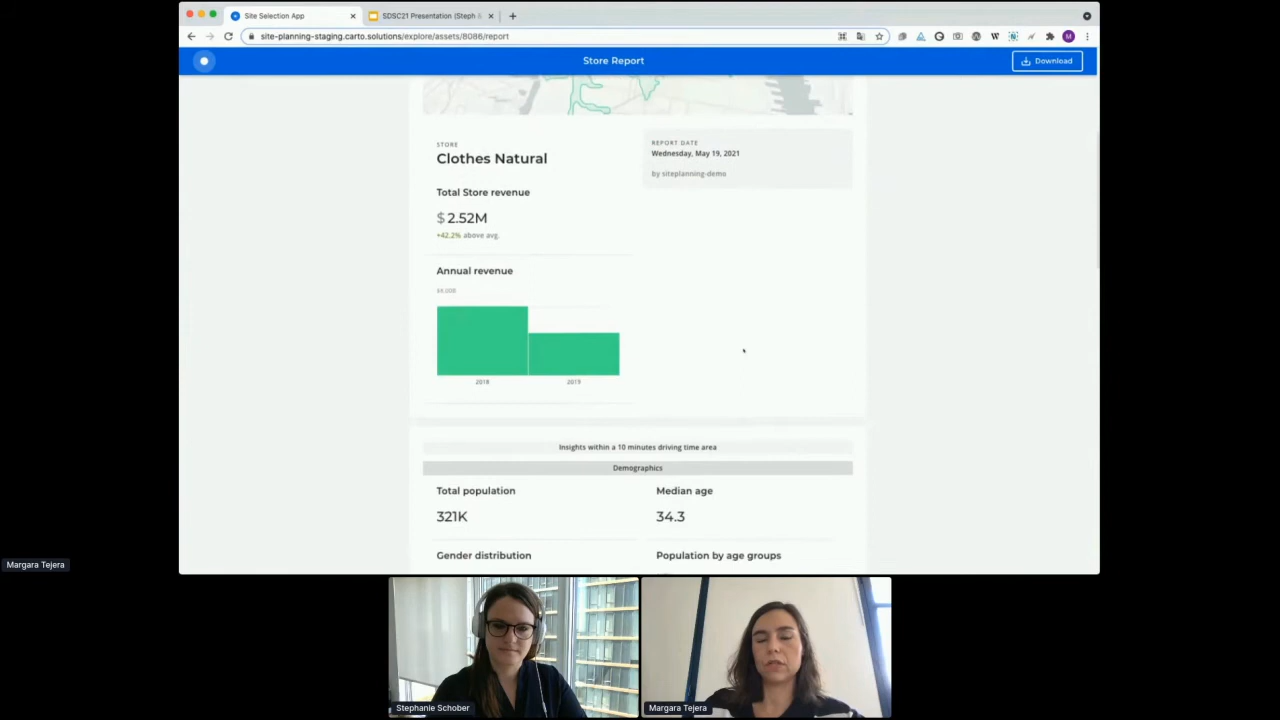 Site Selection App
SDSC21 Presentation (Steph &
site-planning-staging.carto.solutions/explore/assets/8086/report
Store Report
Download
STORE
Clothes Natural
REPORT DATE
Wednesday, May 19, 2021
by siteplanning-demo
Total Store revenue
$ 2.52M
+42.2% above avg.
Annual revenue
2018
2019
Insights within a 10 minutes driving time area
Demographics
Total population
Median age
321K
34.3
Gender distribution
Population by age groups
Margara Tejera
Stephanie Schober
Margara Tejera